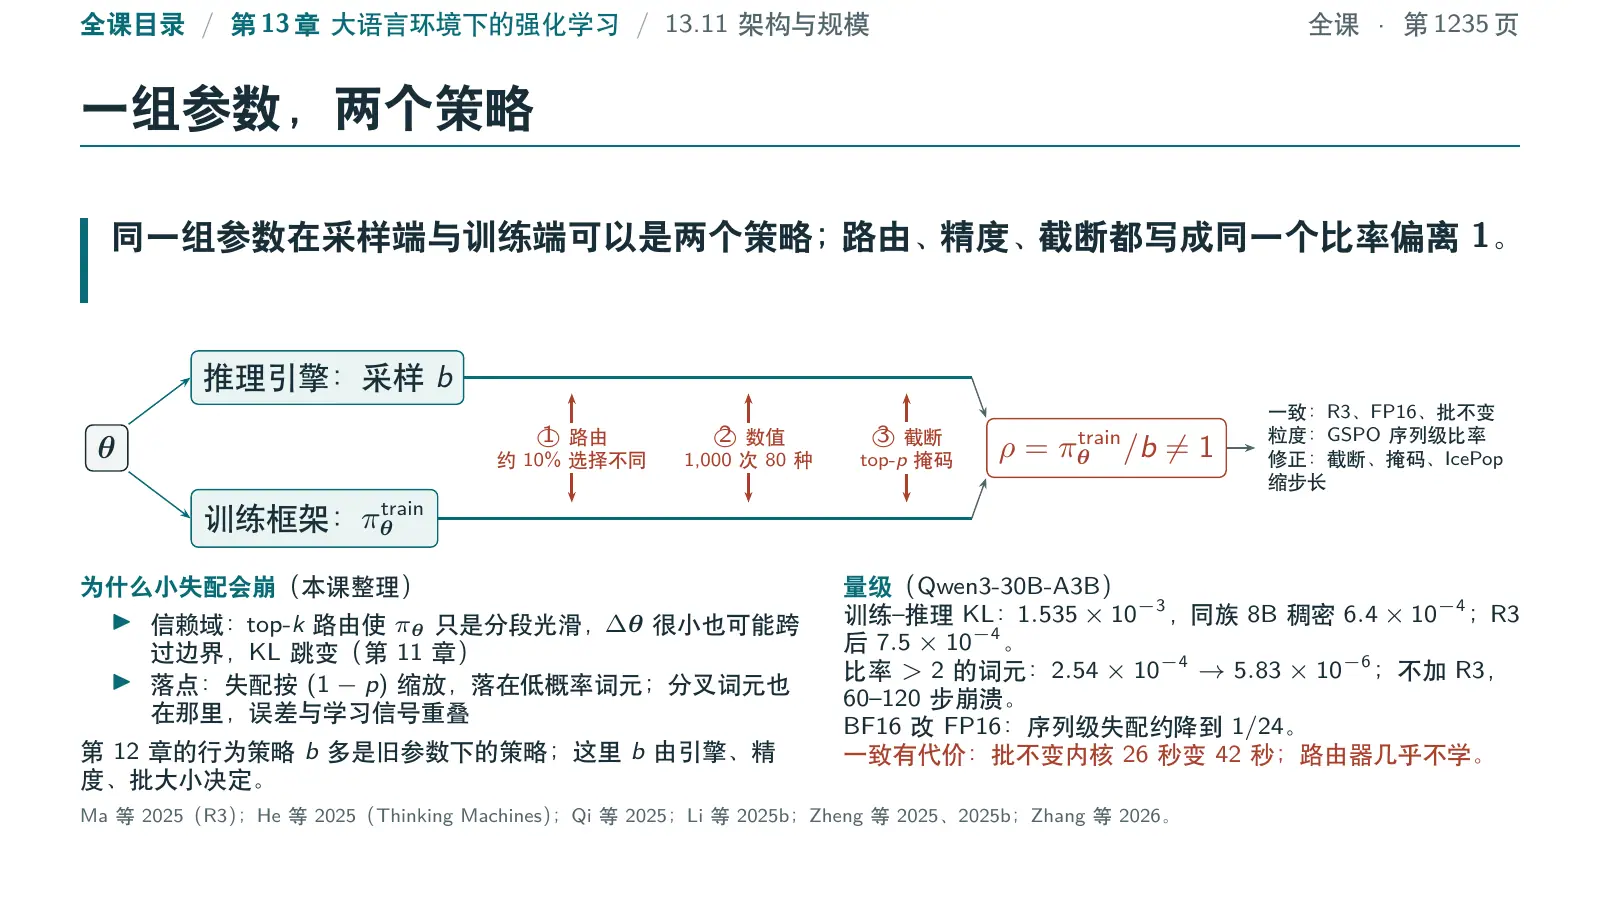 全课目录 / 第 13 章 大语言环境下的强化学习 / 13.11 架构与规模
全课 · 第 1235 页
一组参数，两个策略
同一组参数在采样端与训练端可以是两个策略；路由、精度、截断都写成同一个比率偏离 1。
θ
推理引擎：采样 b
训练框架：π_θ^train
① 路由
约 10% 选择不同
② 数值
1,000 次 80 种
③ 截断
top-p 掩码
ρ = π_θ^train/b ≠ 1
一致：R3、FP16、批不变
粒度：GSPO 序列级比率
修正：截断、掩码、IcePop
缩步长
为什么小失配会崩（本课整理）
▶ 信赖域：top-k 路由使 π_θ 只是分段光滑，Δθ 很小也可能跨
过边界，KL 跳变（第 11 章）
▶ 落点：失配按 (1 − p) 缩放，落在低概率词元；分叉词元也
在那里，误差与学习信号重叠
第 12 章的行为策略 b 多是旧参数下的策略；这里 b 由引擎、精
度、批大小决定。
量级（Qwen3-30B-A3B）
训练–推理 KL：1.535 × 10⁻³，同族 8B 稠密 6.4 × 10⁻⁴；R3
后 7.5 × 10⁻⁴。
比率 > 2 的词元：2.54 × 10⁻⁴ → 5.83 × 10⁻⁶；不加 R3，
60–120 步崩溃。
BF16 改 FP16：序列级失配约降到 1/24。
一致有代价：批不变内核 26 秒变 42 秒；路由器几乎不学。
Ma 等 2025（R3）；He 等 2025（Thinking Machines）；Qi 等 2025；Li 等 2025b；Zheng 等 2025、2025b；Zhang 等 2026。